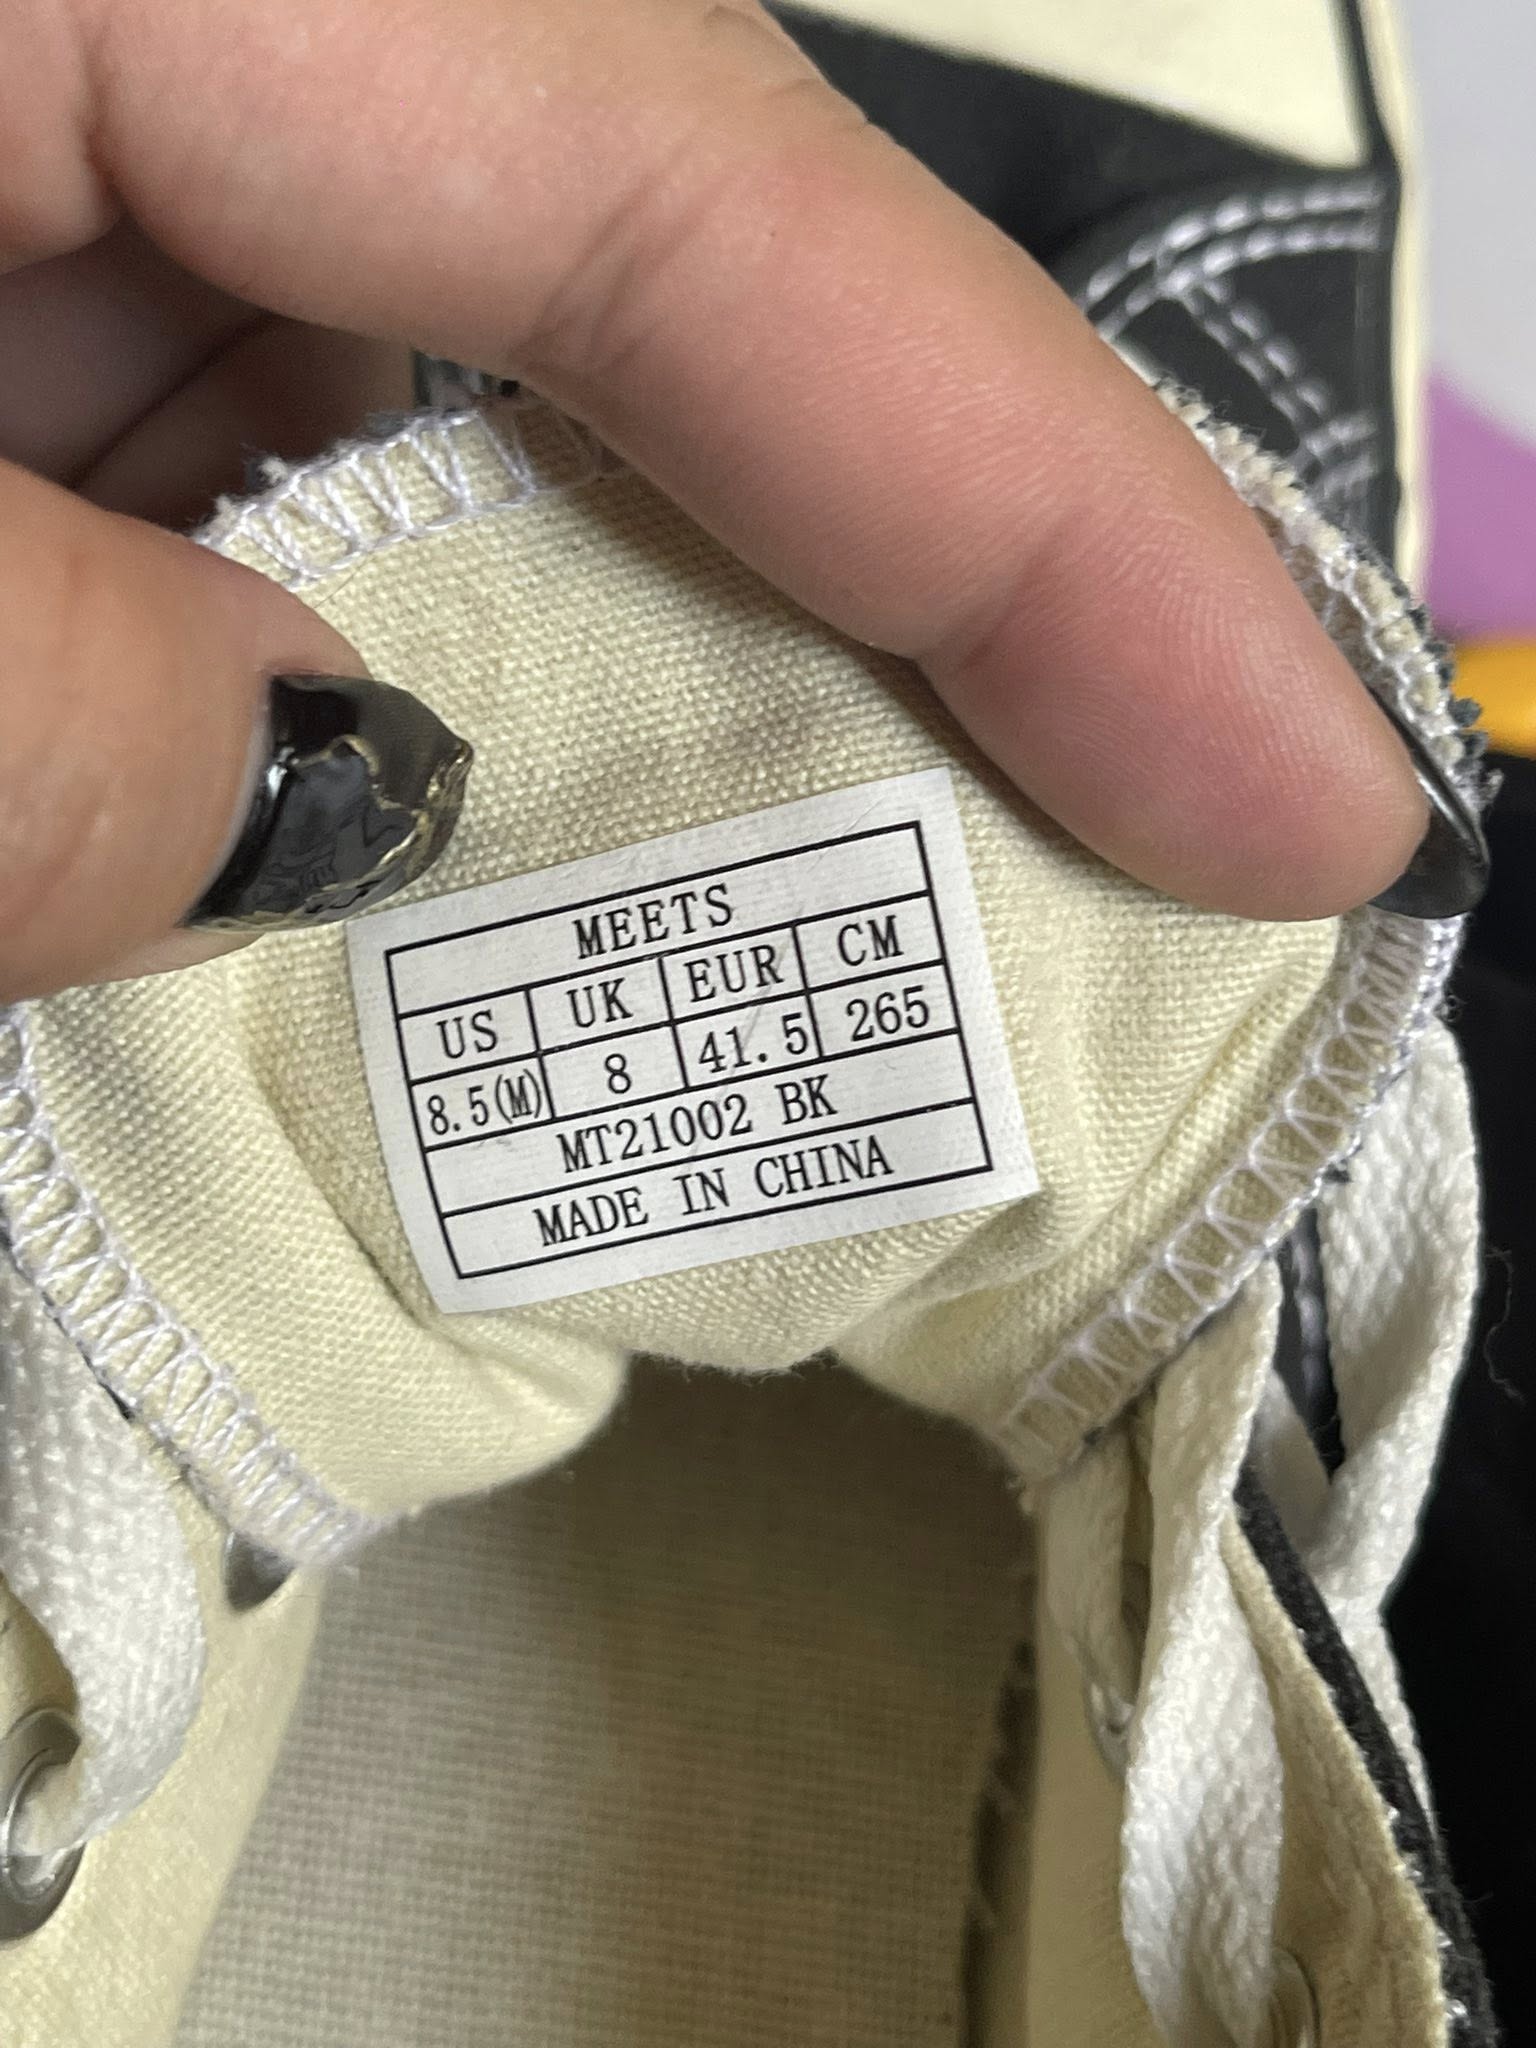 MEETS
US UK EUR CM
8.5(M) 8 41.5 265
MT21002 BK
MADE IN CHINA